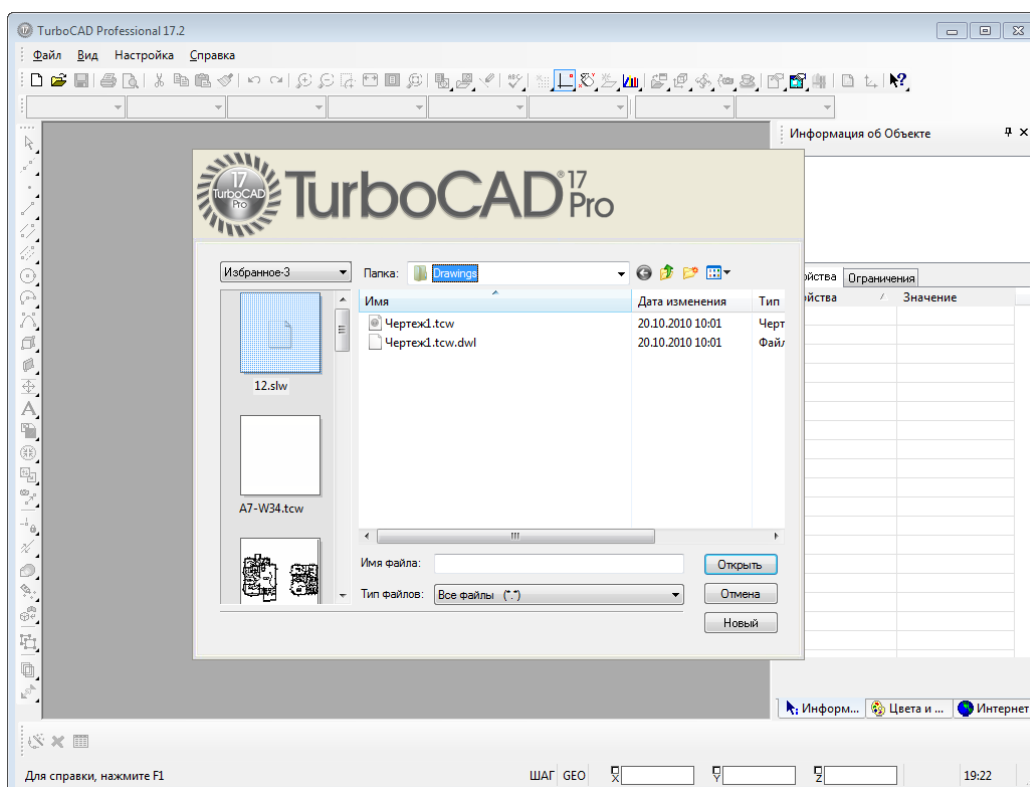 TurboCAD Professional 17.2
Файл Вид Настройка Справка
Информация об Объекте
17
TurboCAD
Pro
TurboCAD® 17 Pro
Избранное-3 Папка: Drawings
Имя Дата изменения Тип
Чертеж1.tcw 20.10.2010 10:01 Черт
Чертеж1.tcw.dwl 20.10.2010 10:01 Файл
12.slw
A7-W34.tcw
ойства Ограничения
йства Значение
Имя файла: Открыть
Тип файлов: Все файлы (*.*) Отмена
Новый
Информ... Цвета и ... Интернет
Для справки, нажмите F1 ШАГ GEO X Y Z 19:22